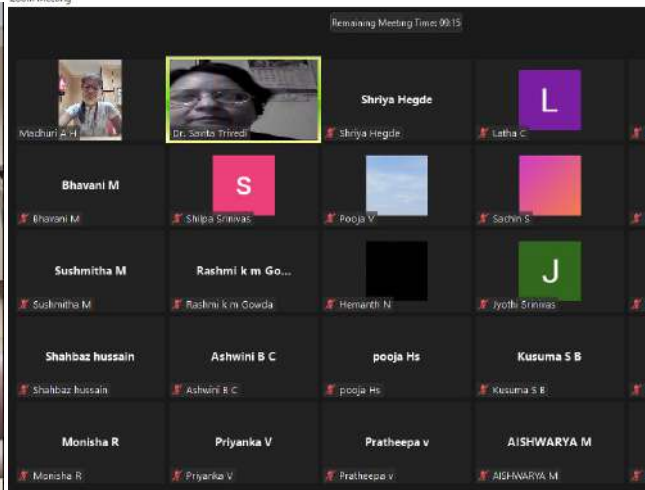 Zoom Meeting
Remaining Meeting Time: 09:15
Madhuri A H
Dr. Sarita Trivedi
Shriya Hegde
Shriya Hegde
L
Latha C
Bhavani M
Bhavani M
S
Shilpa Srinivas
Pooja V
Sachin S
Sushmitha M
Sushmitha M
Rashmi k m Go...
Rashmi k m Gowda
Hemanth N
J
Jyothi Srinivas
Shahbaz hussain
Shahbaz hussain
Ashwini B C
Ashwini B C
pooja Hs
pooja Hs
Kusuma S B
Kusuma S B
Monisha R
Monisha R
Priyanka V
Priyanka V
Pratheepa v
Pratheepa v
AISHWARYA M
AISHWARYA M